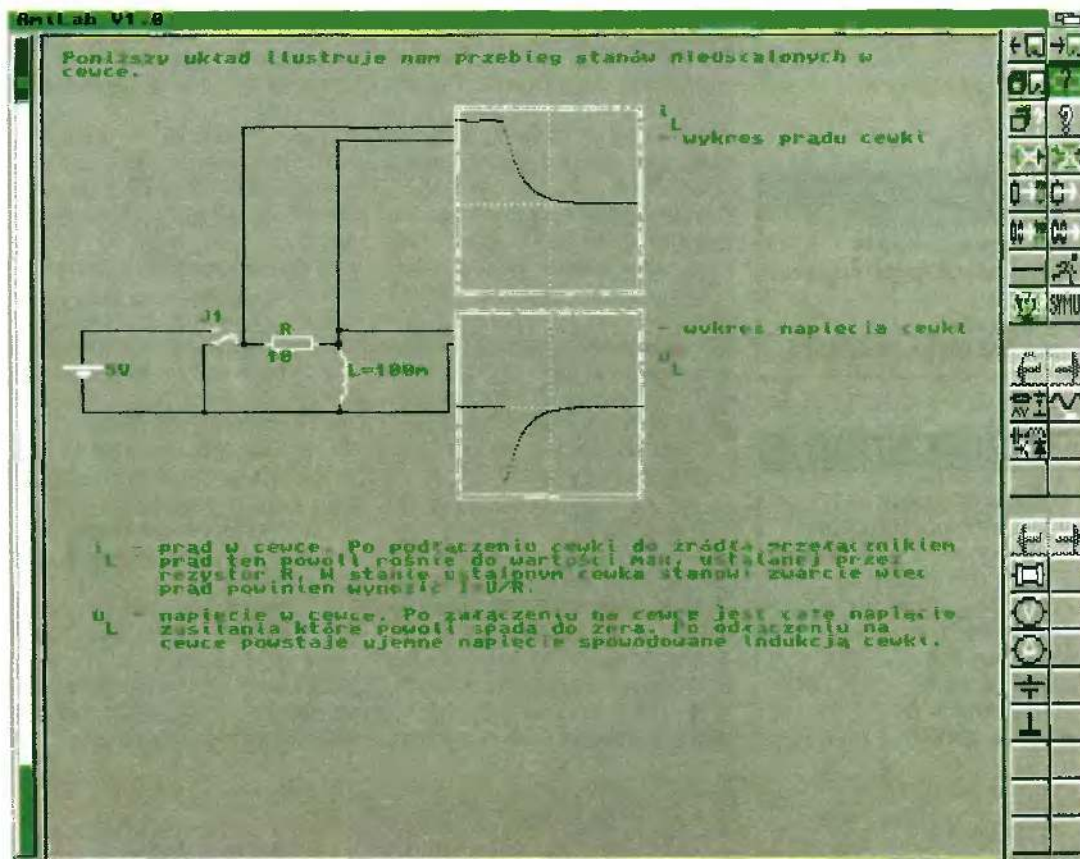 AmiLab V1.0
Poniższy układ ilustruje nam przebieg stanów nieustalonych w
cewce.
i
L
- wykres prądu cewki
J1
R
10
5V
L=100m
- wykres napięcia cewki
u
L
SYMU
AV
i - prąd w cewce. Po podłączeniu cewki do źródła przełącznikiem
L prąd ten powoli rośnie do wartości max, ustalanej przez
rezystor R. W stanie ustalonym cewka stanowi zwarcie więc
prąd powinien wynosić I=U/R.
u - napięcie w cewce. Po załączeniu na cewce jest całe napięcie
L zasilania które powoli spada do zera. Po odłączeniu na
cewce powstaje ujemne napięcie spowodowane indukcją cewki.